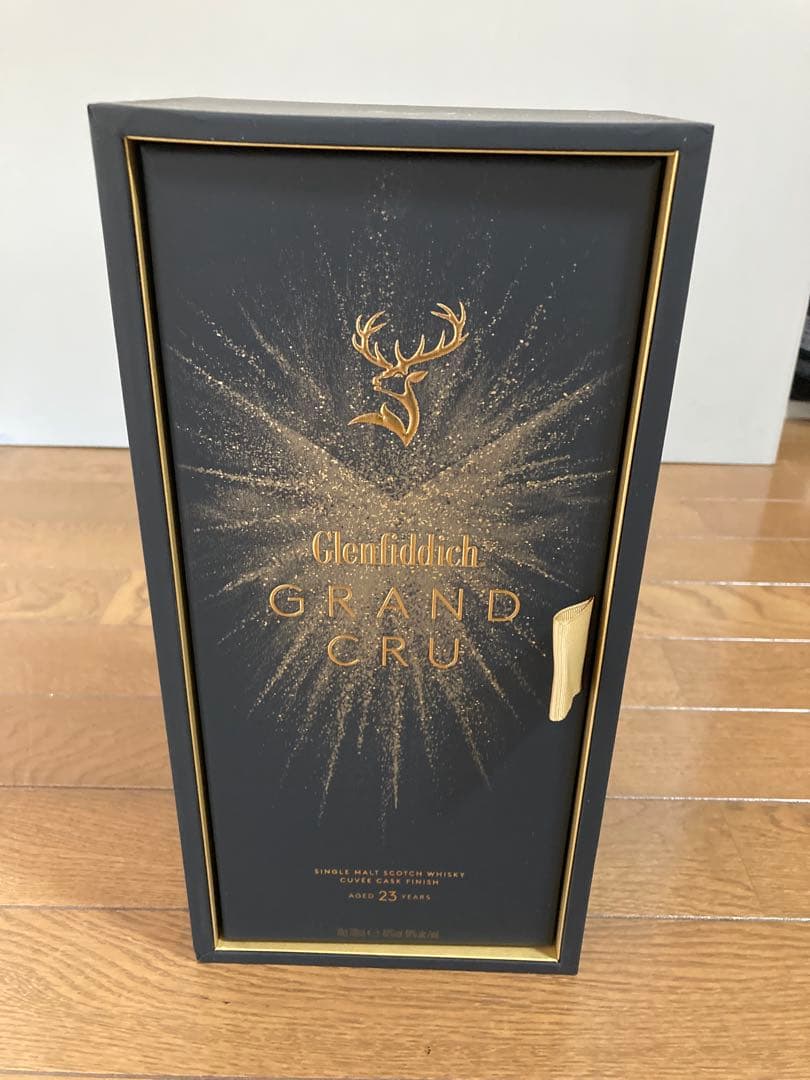 Glenfiddich
GRAND
CRU
SINGLE MALT SCOTCH WHISKY
CUVÉE CASK FINISH
AGED 23 YEARS